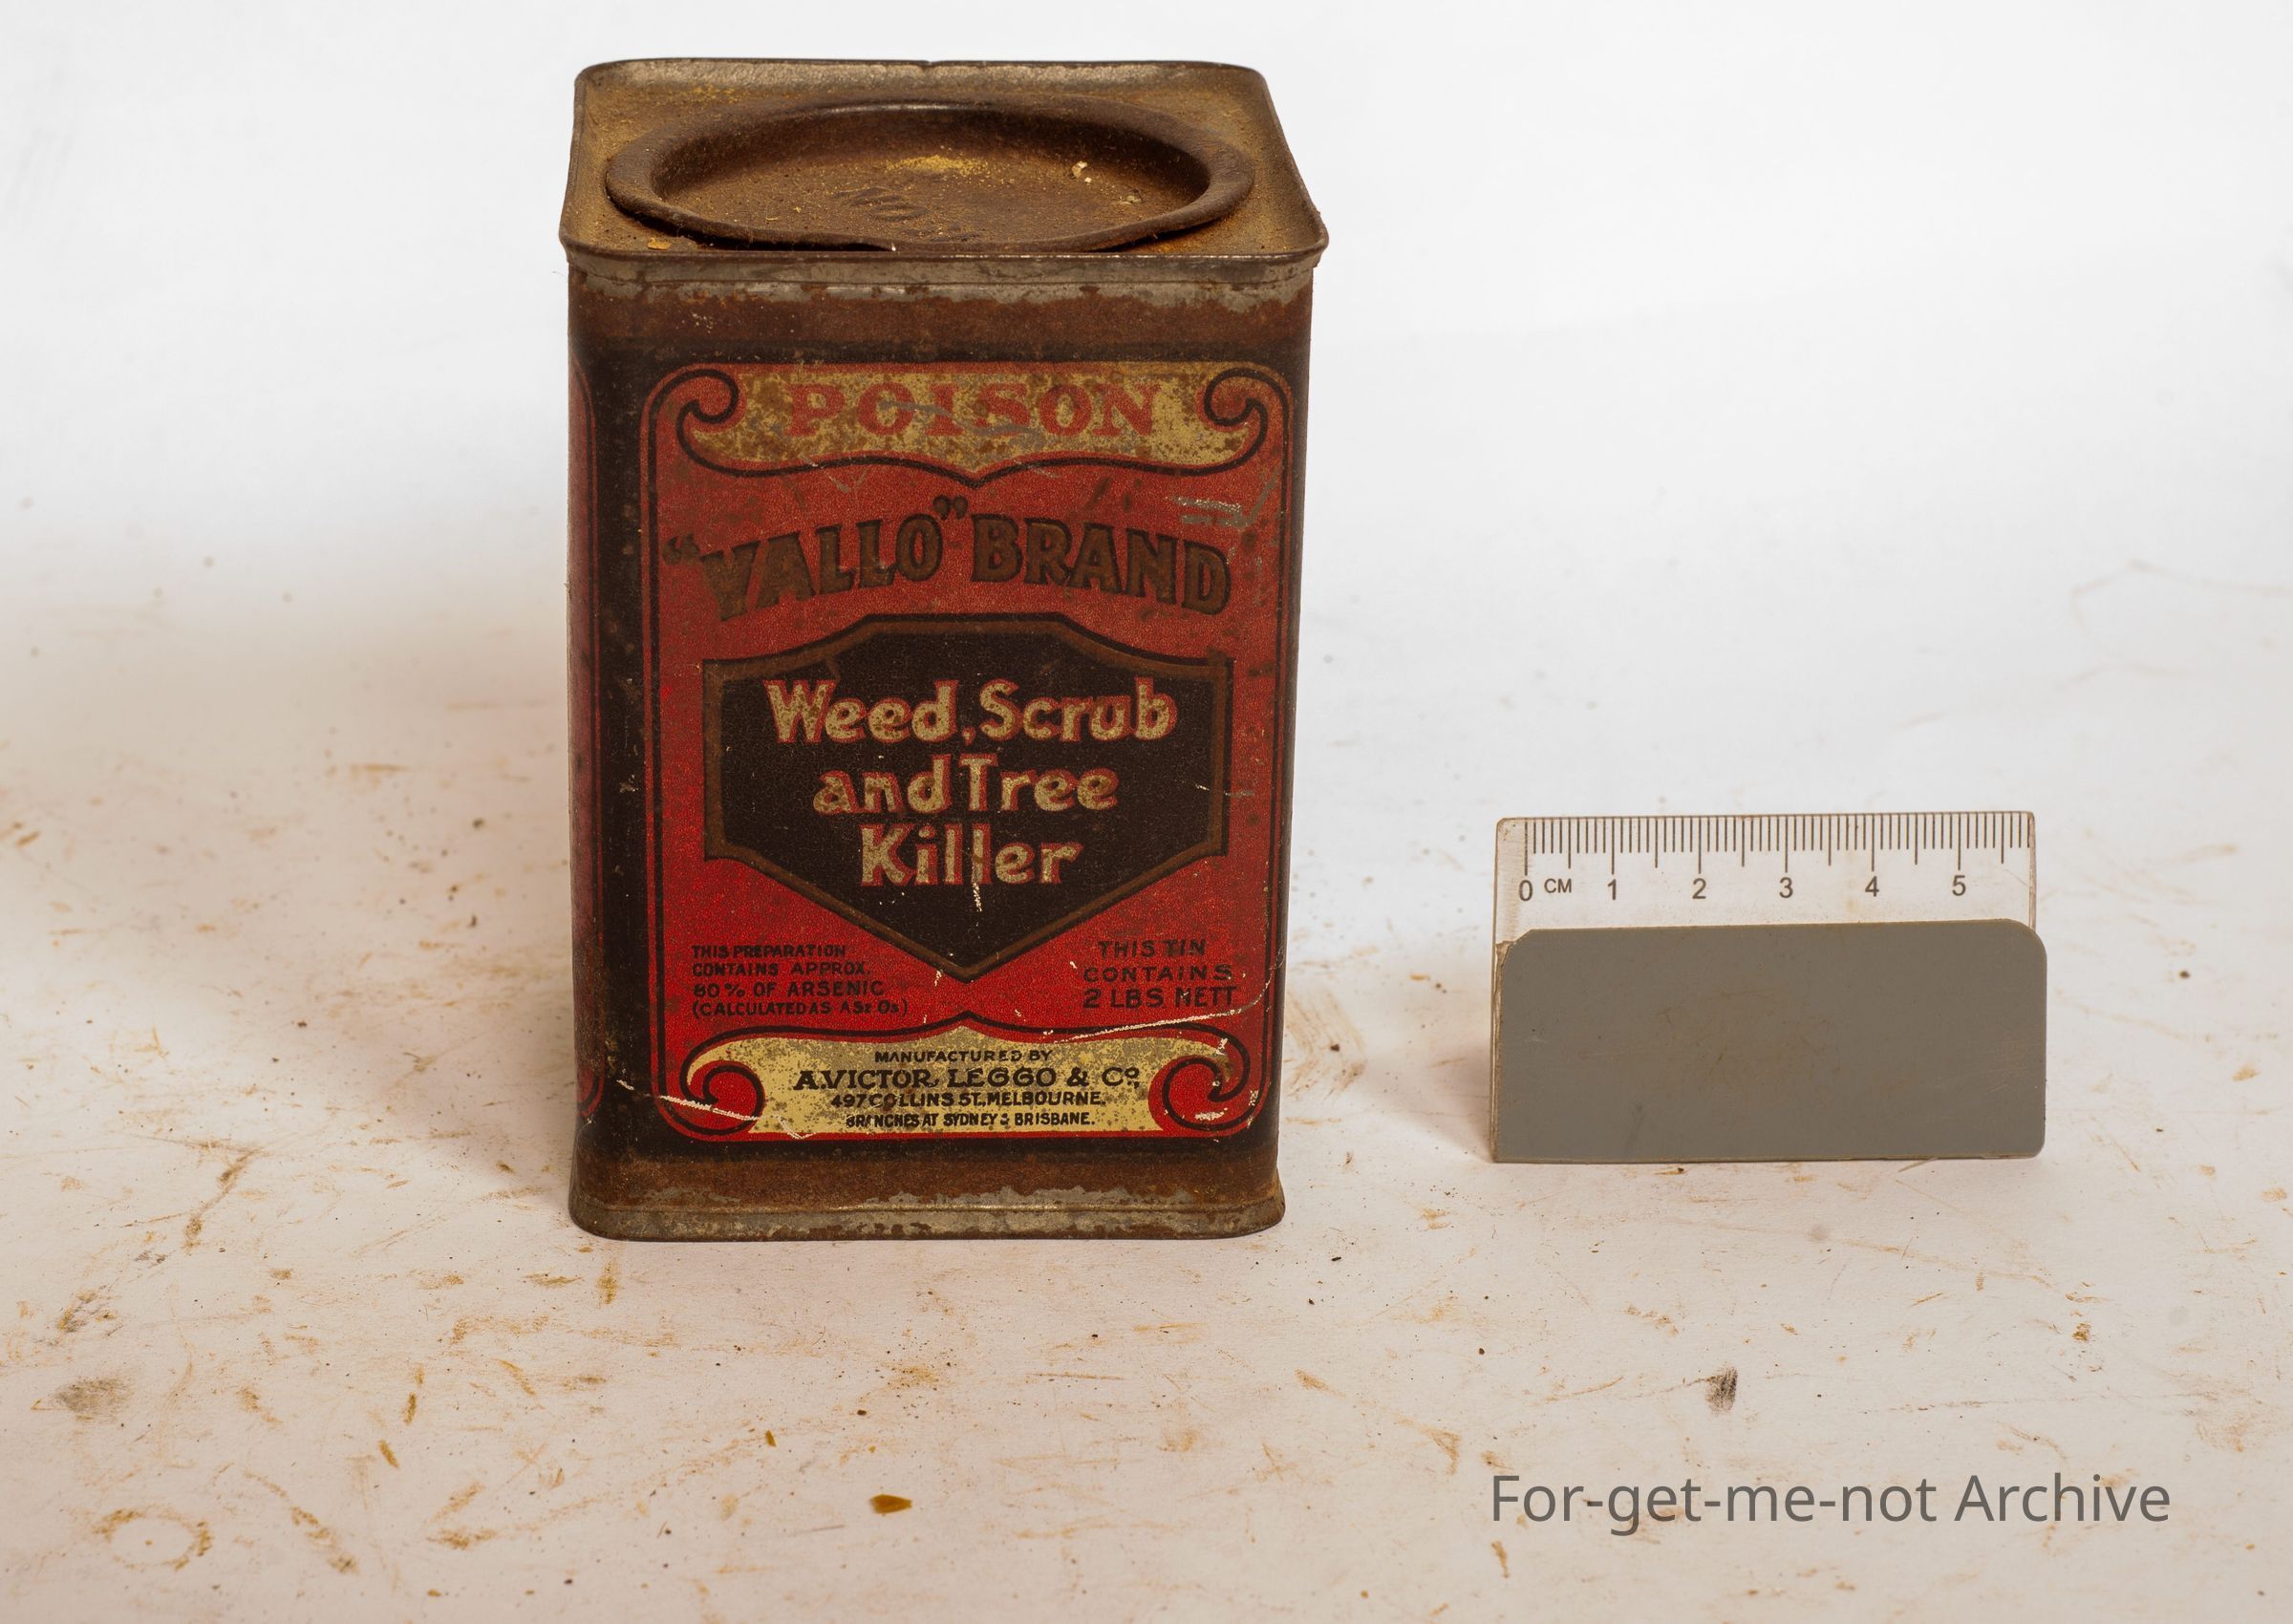 POISON
“VALLO” BRAND
Weed, Scrub
and Tree
Killer
THIS PREPARATION
CONTAINS APPROX.
80% OF ARSENIC
(CALCULATED AS AS2 O3)
THIS TIN
CONTAINS
2 LBS NETT
MANUFACTURED BY
A. VICTOR LEGGO & Co.
497 COLLINS ST. MELBOURNE.
BRANCHES AT SYDNEY & BRISBANE.
0 CM 1 2 3 4 5
For-get-me-not Archive